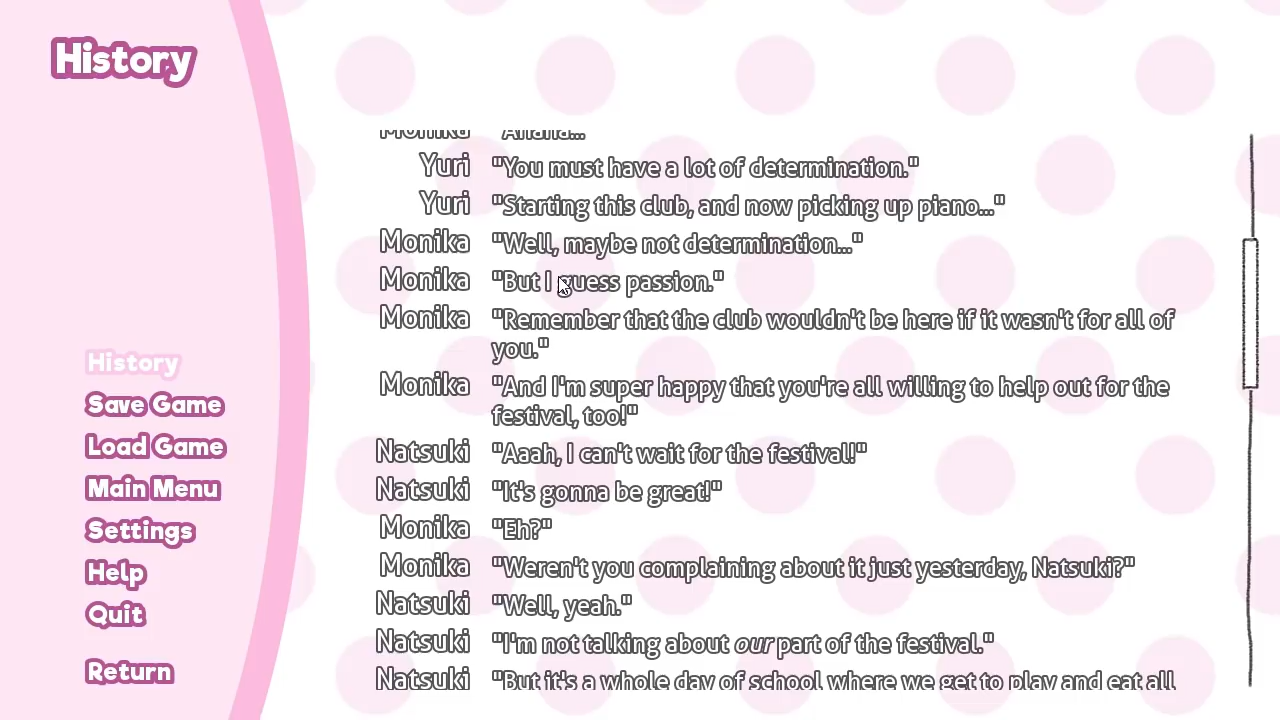 History
Monika "Ahaha...
Yuri "You must have a lot of determination."
Yuri "Starting this club, and now picking up piano..."
Monika "Well, maybe not determination..."
Monika "But I guess passion."
Monika "Remember that the club wouldn't be here if it wasn't for all of
you."
Monika "And I'm super happy that you're all willing to help out for the
festival, too!"
Natsuki "Aaah, I can't wait for the festival!"
Natsuki "It's gonna be great!"
Monika "Eh?"
Monika "Weren't you complaining about it just yesterday, Natsuki?"
Natsuki "Well, yeah."
Natsuki "I'm not talking about our part of the festival."
Natsuki "But it's a whole day of school where we get to play and eat all
History
Save Game
Load Game
Main Menu
Settings
Help
Quit
Return